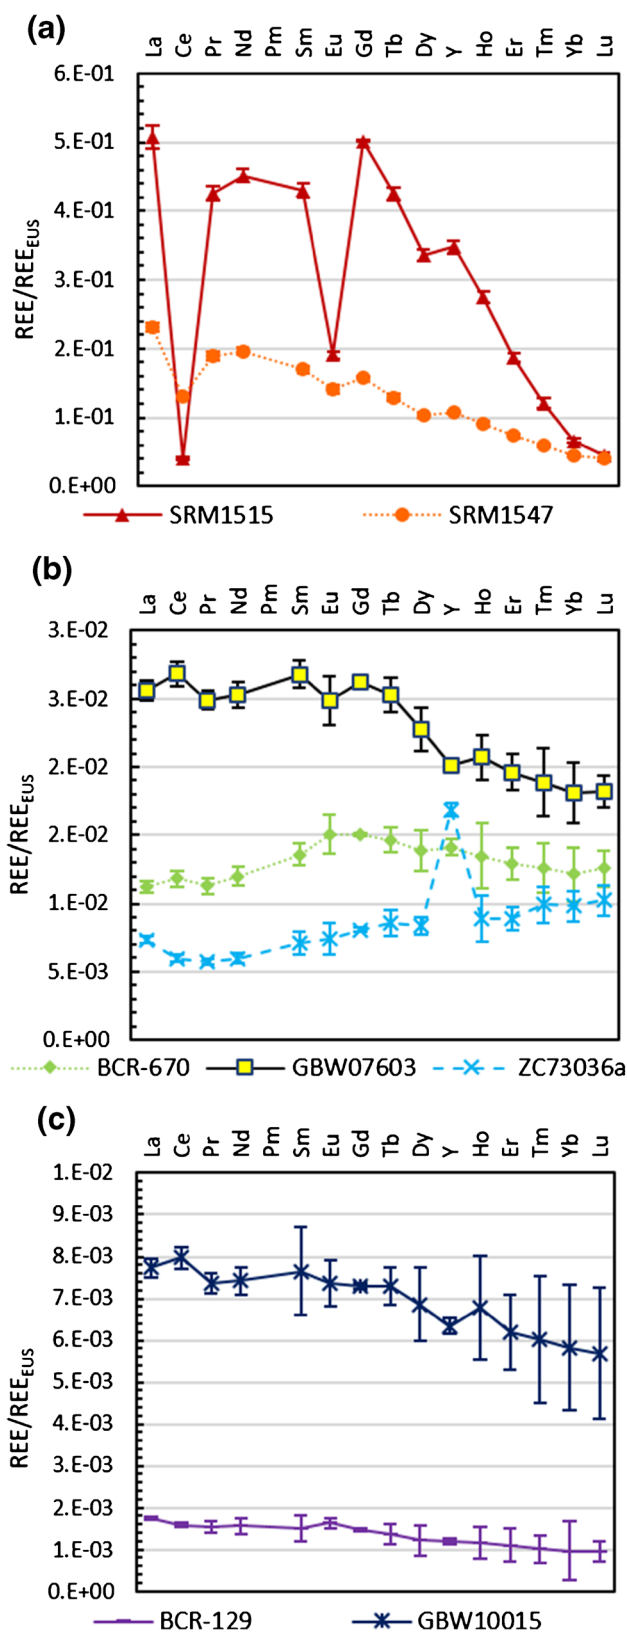 (a)
La Ce Pr Nd Pm Sm Eu Gd Tb Dy Y Ho Er Tm Yb Lu
6.E-01
5.E-01
4.E-01
3.E-01
2.E-01
1.E-01
0.E+00
REE/REE_EUS
SRM1515 SRM1547
(b)
La Ce Pr Nd Pm Sm Eu Gd Tb Dy Y Ho Er Tm Yb Lu
3.E-02
3.E-02
2.E-02
2.E-02
1.E-02
5.E-03
0.E+00
REE/REE_EUS
BCR-670 GBW07603 ZC73036a
(c)
La Ce Pr Nd Pm Sm Eu Gd Tb Dy Y Ho Er Tm Yb Lu
1.E-02
9.E-03
8.E-03
7.E-03
6.E-03
5.E-03
4.E-03
3.E-03
2.E-03
1.E-03
0.E+00
REE/REE_EUS
BCR-129 GBW10015